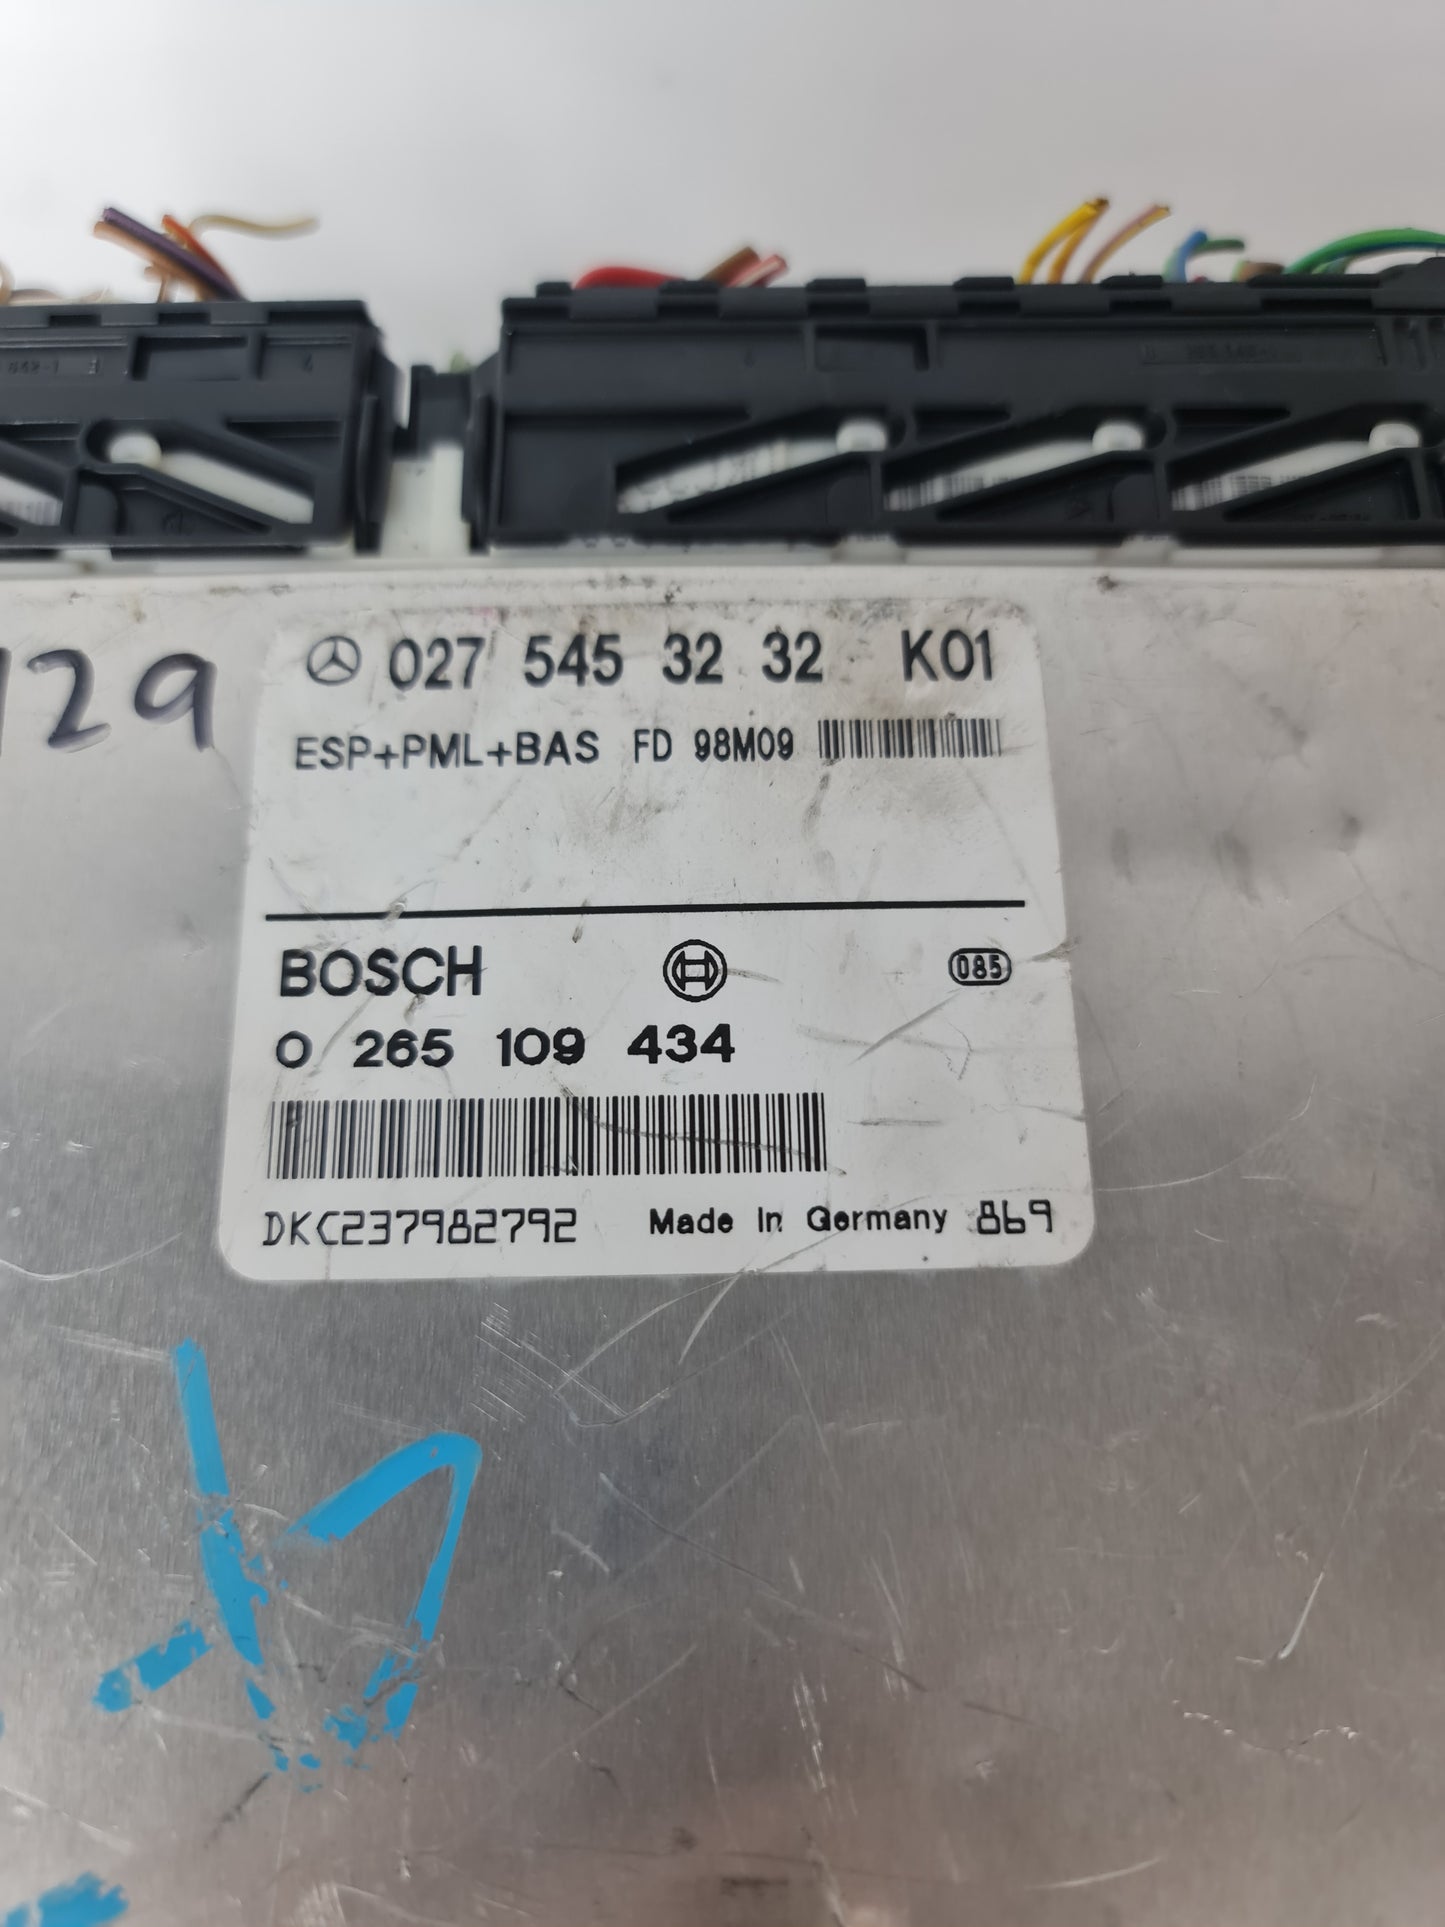 129
027 545 32 32 K01
ESP+PML+BAS FD 98M09
BOSCH 085
0 265 109 434
DKC237982792 Made in Germany 869